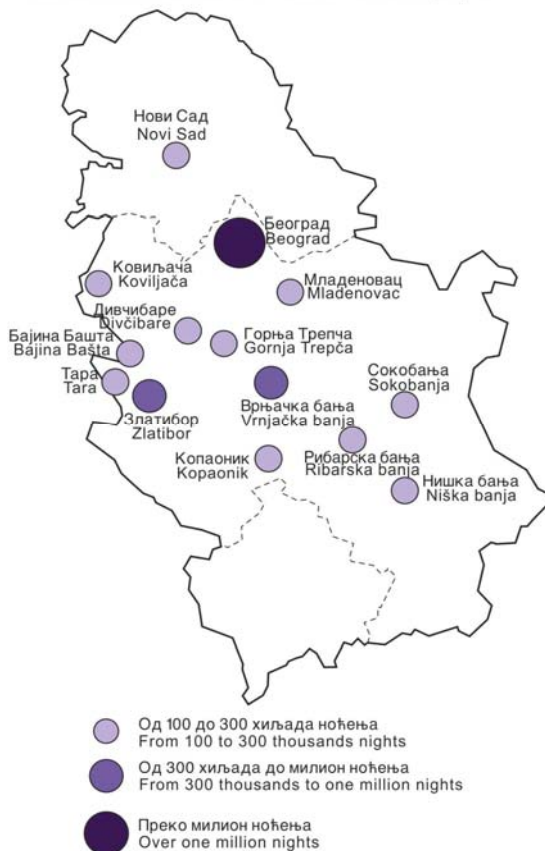 Нови Сад
Novi Sad
Београд
Beograd
Ковиљача
Koviljača
Младеновац
Mladenovac
Дивчибаре
Divčibare
Бајина Башта
Bajina Bašta
Горња Трепча
Gornja Trepča
Тара
Tara
Сокобања
Sokobanja
Златибор
Zlatibor
Врњачка бања
Vrnjačka banja
Копаоник
Kopaonik
Рибарска бања
Ribarska banja
Нишка бања
Niška banja
Од 100 до 300 хиљада ноћења
From 100 to 300 thousands nights
Од 300 хиљада до милион ноћења
From 300 thousands to one million nights
Преко милион ноћења
Over one million nights